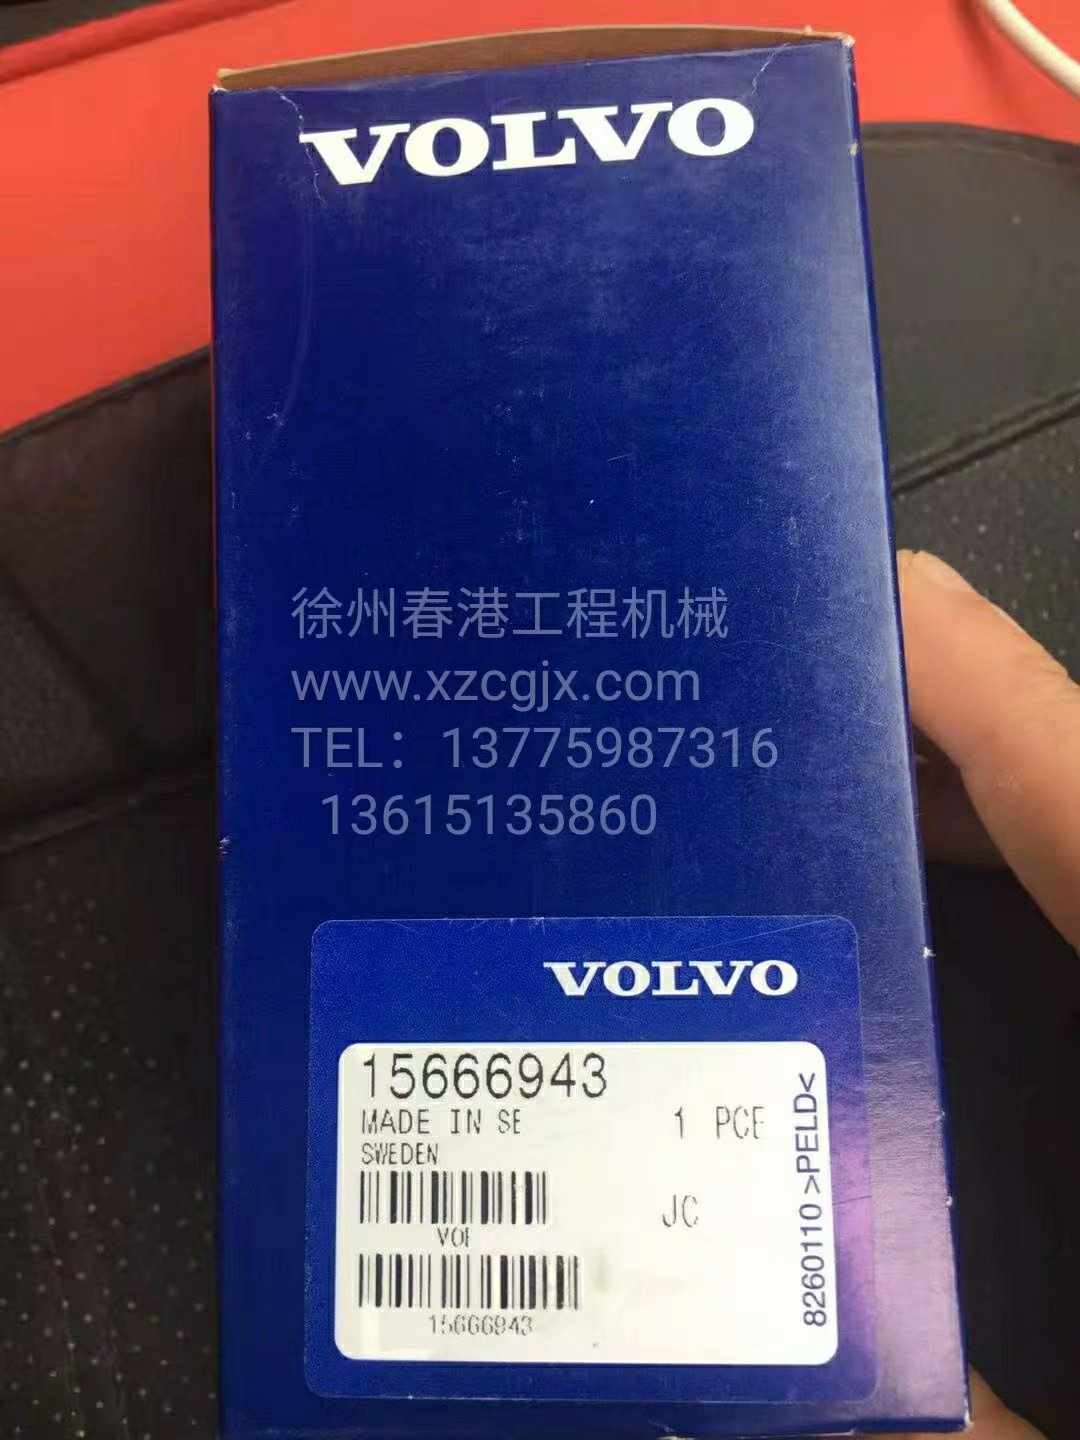 VOLVO
徐州春港工程机械
www.xzcgjx.com
TEL：13775987316
13615135860
VOLVO
15666943
MADE IN SE 1 PCE
SWEDEN
JC
VOE
15666943
8260110 >PELD<